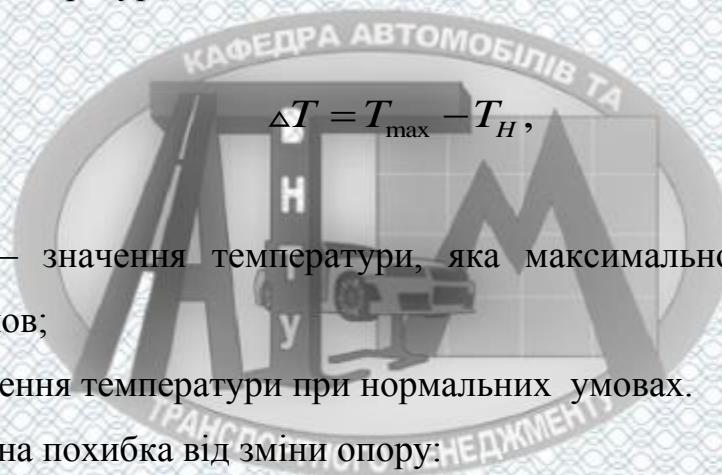 КАФЕДРА АВТОМОБІЛІВ ТА
ΔT = T_max − T_H,
ВНТУ
– значення температури, яка максимально
ення температури при нормальних умовах.
на похибка від зміни опору: